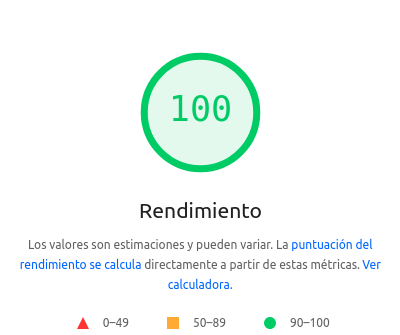 100
Rendimiento
Los valores son estimaciones y pueden variar. La puntuación del
rendimiento se calcula directamente a partir de estas métricas. Ver
calculadora.
0–49 50–89 90–100